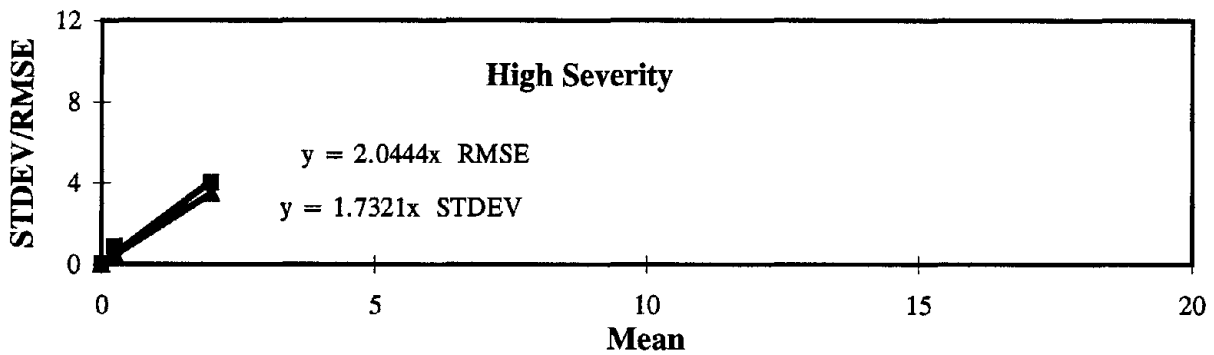 12
High Severity
8
y = 2.0444x RMSE
4
y = 1.7321x STDEV
0
STDEV/RMSE
0 5 10 15 20
Mean